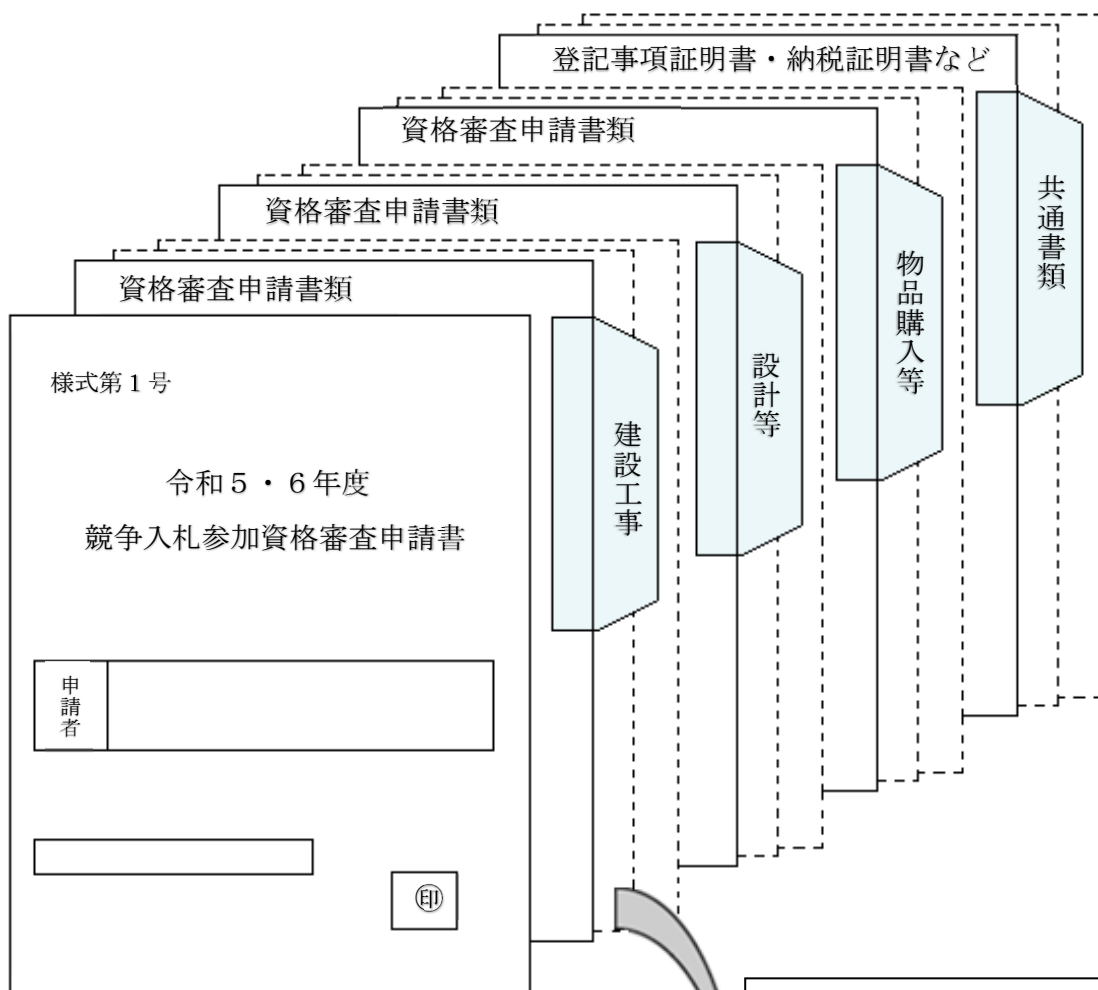 登記事項証明書・納税証明書など
資格審査申請書類
資格審査申請書類
資格審査申請書類
共通書類
物品購入等
設計等
建設工事
様式第1号
令和5・6年度
競争入札参加資格審査申請書
申請者
㊞